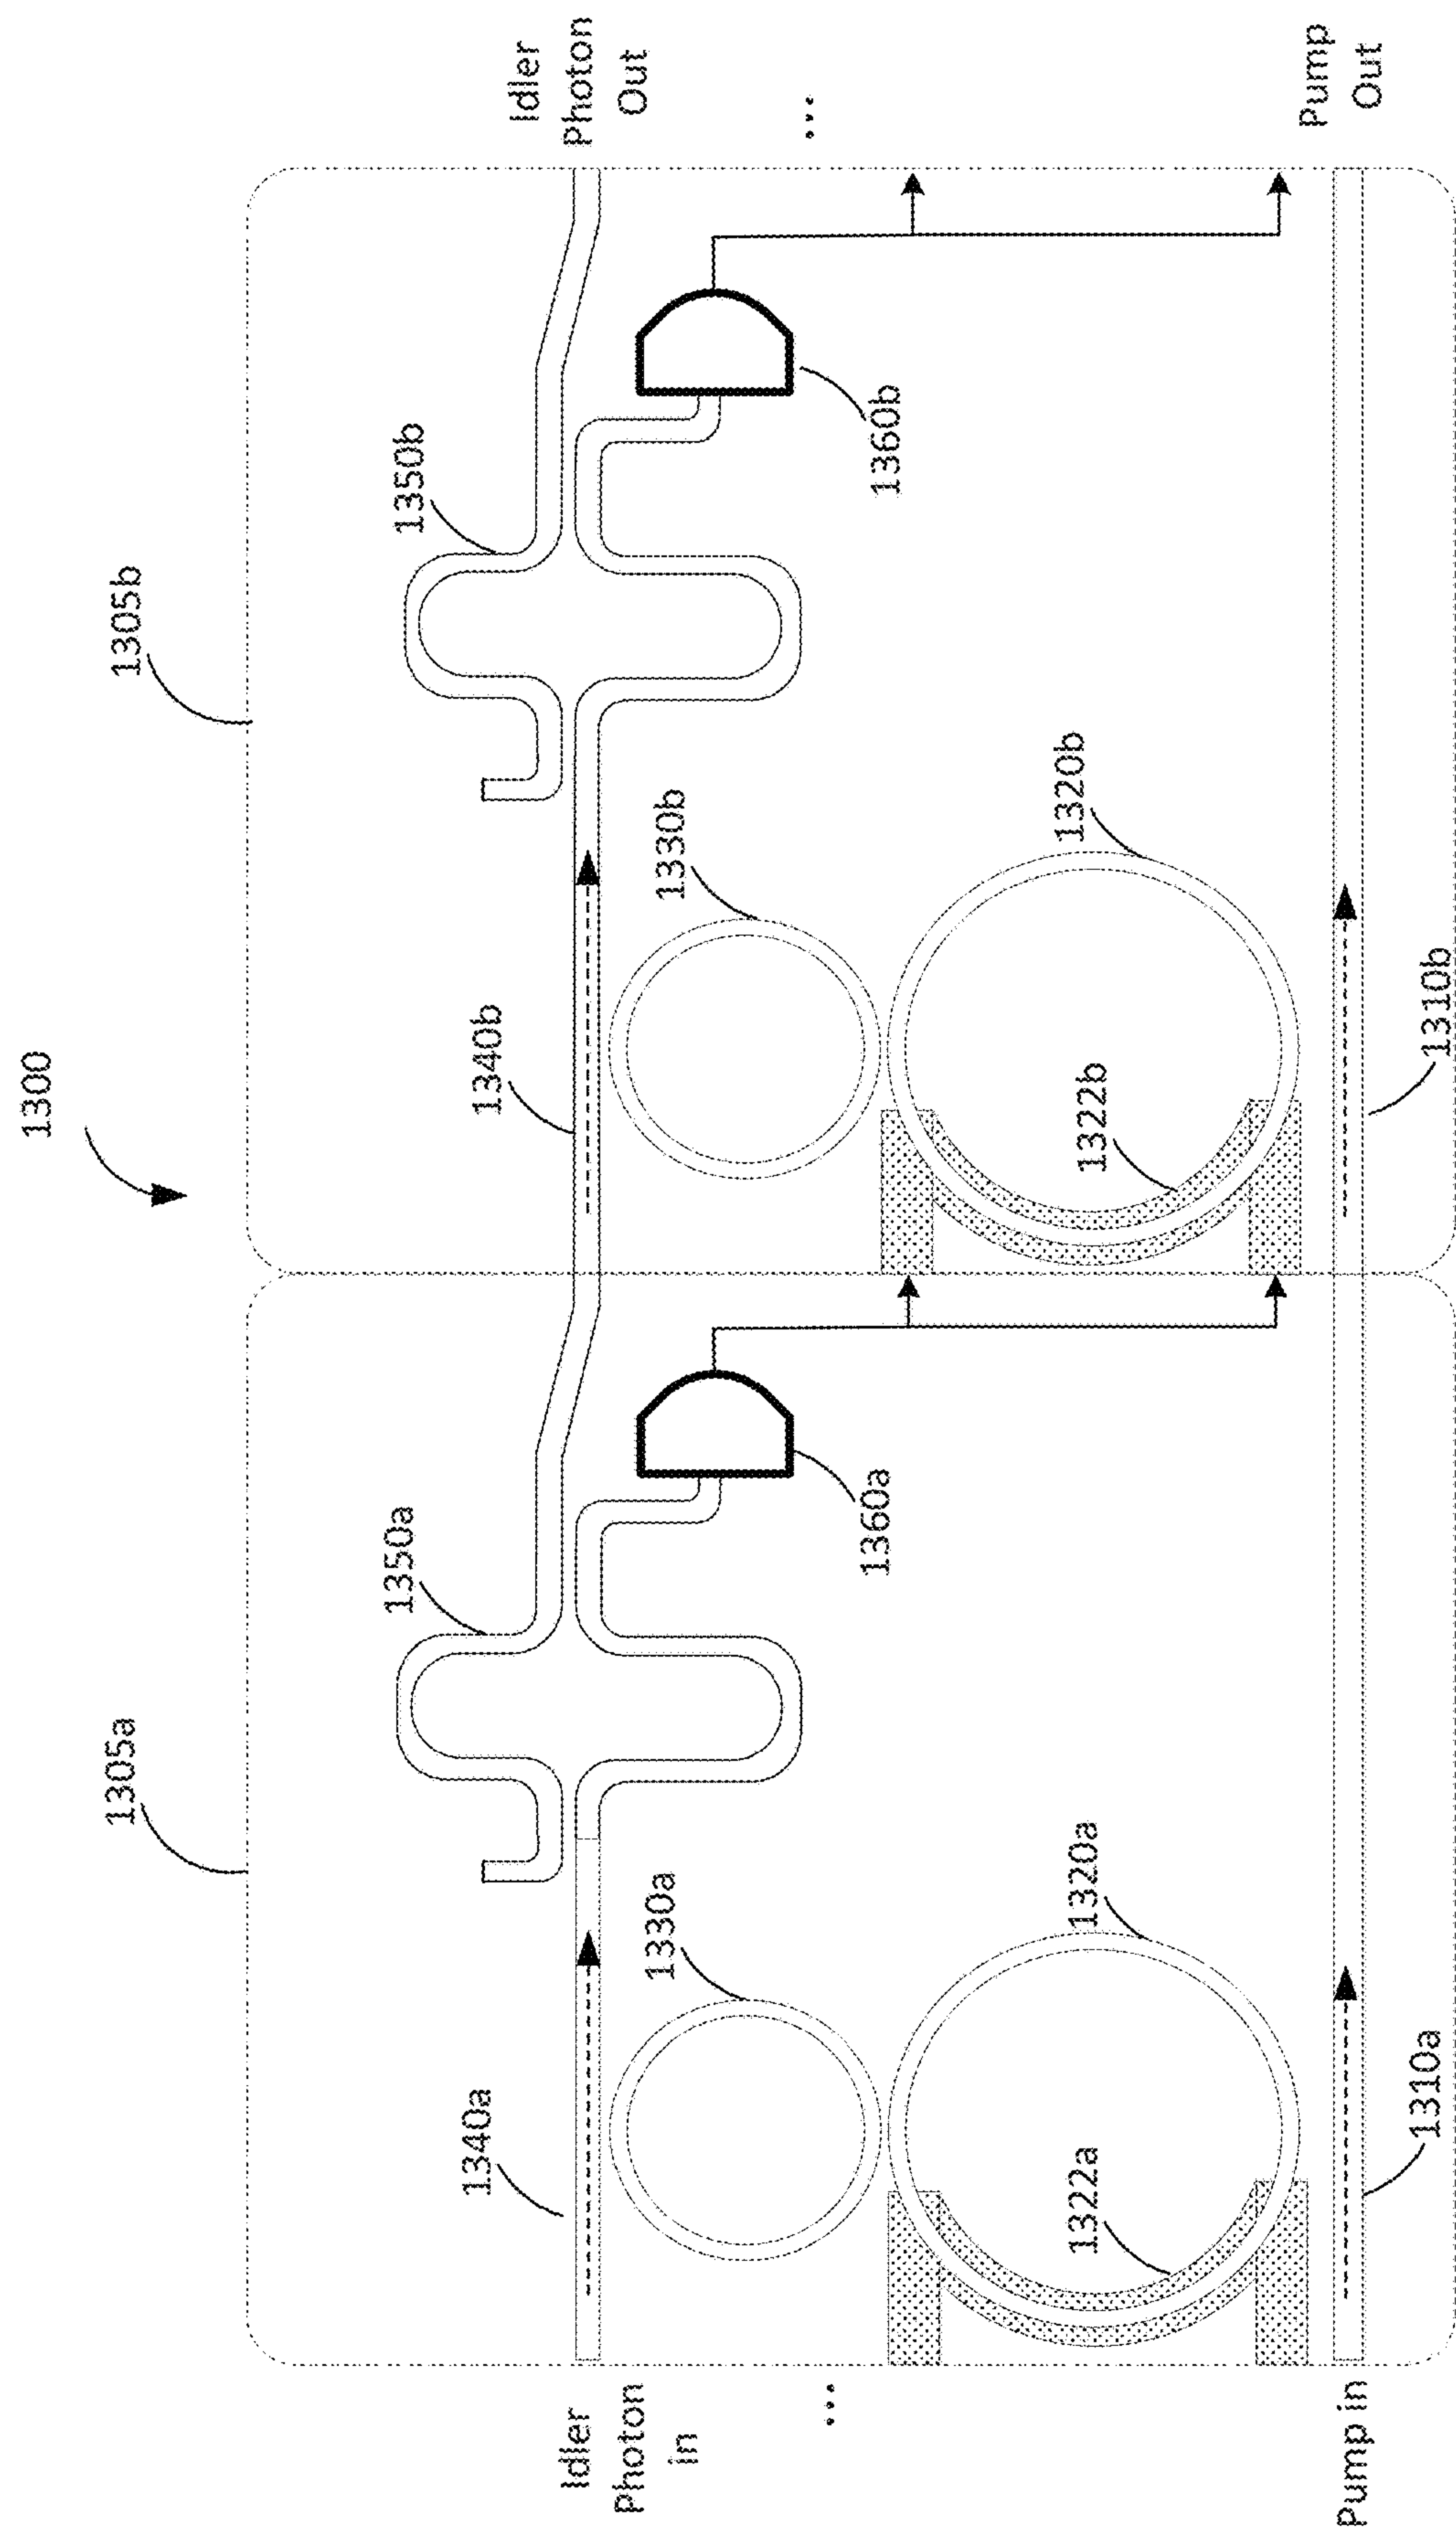 1300
1305a
1305b
1350a
1350b
1340a
1340b
Idler
Photon
in
Idler
Photon
Out
1330a
1330b
1360a
1360b
...
...
1320a
1320b
1322a
1322b
Pump in
Pump
Out
1310a
1310b